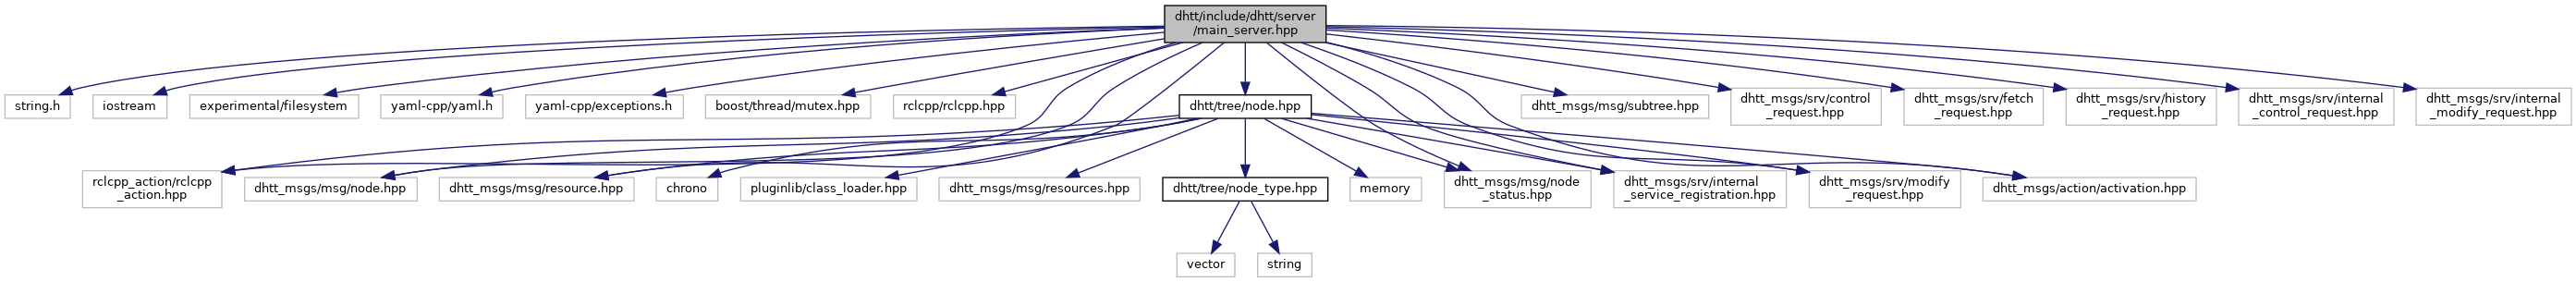 dhtt/include/dhtt/server
/main_server.hpp
string.h
iostream
experimental/filesystem
yaml-cpp/yaml.h
yaml-cpp/exceptions.h
boost/thread/mutex.hpp
rclcpp/rclcpp.hpp
dhtt/tree/node.hpp
dhtt_msgs/msg/subtree.hpp
dhtt_msgs/srv/control
_request.hpp
dhtt_msgs/srv/fetch
_request.hpp
dhtt_msgs/srv/history
_request.hpp
dhtt_msgs/srv/internal
_control_request.hpp
dhtt_msgs/srv/internal
_modify_request.hpp
rclcpp_action/rclcpp
_action.hpp
dhtt_msgs/msg/node.hpp
dhtt_msgs/msg/resource.hpp
chrono
pluginlib/class_loader.hpp
dhtt_msgs/msg/resources.hpp
dhtt/tree/node_type.hpp
memory
dhtt_msgs/msg/node
_status.hpp
dhtt_msgs/srv/internal
_service_registration.hpp
dhtt_msgs/srv/modify
_request.hpp
dhtt_msgs/action/activation.hpp
vector
string